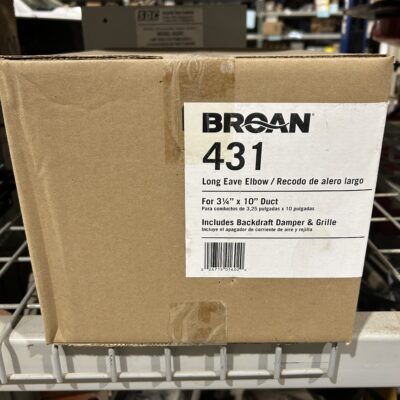 SDC
BROAN
431
Long Eave Elbow / Recodo de alero largo
For 3¼" x 10" Duct
Para conductos de 3,25 pulgadas x 10 pulgadas
Includes Backdraft Damper & Grille
Incluye el apagador de corriente de aire y rejilla